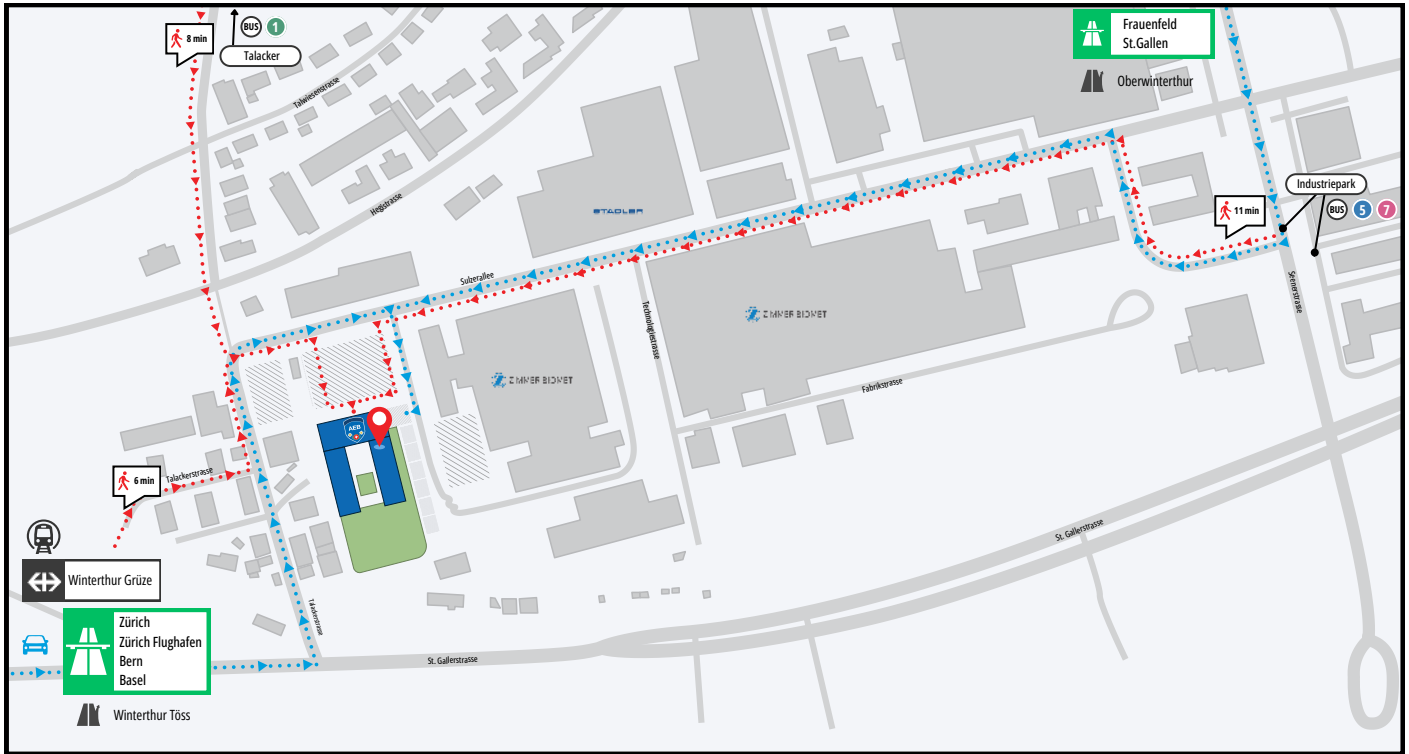 8 min
BUS 1
Talacker
Frauenfeld
St.Gallen
Oberwinterthur
Talwiesenstrasse
Hegistrasse
STADLER
Industriepark
BUS 5 7
11 min
Seenerstrasse
Sulzerallee
Technologiestrasse
ZIMMER BIOMET
ZIMMER BIOMET
Fabrikstrasse
AEB
Talackerstrasse
6 min
St. Gallerstrasse
Winterthur Grüze
Talackerstrasse
Zürich
Zürich Flughafen
Bern
Basel
St. Gallerstrasse
Winterthur Töss